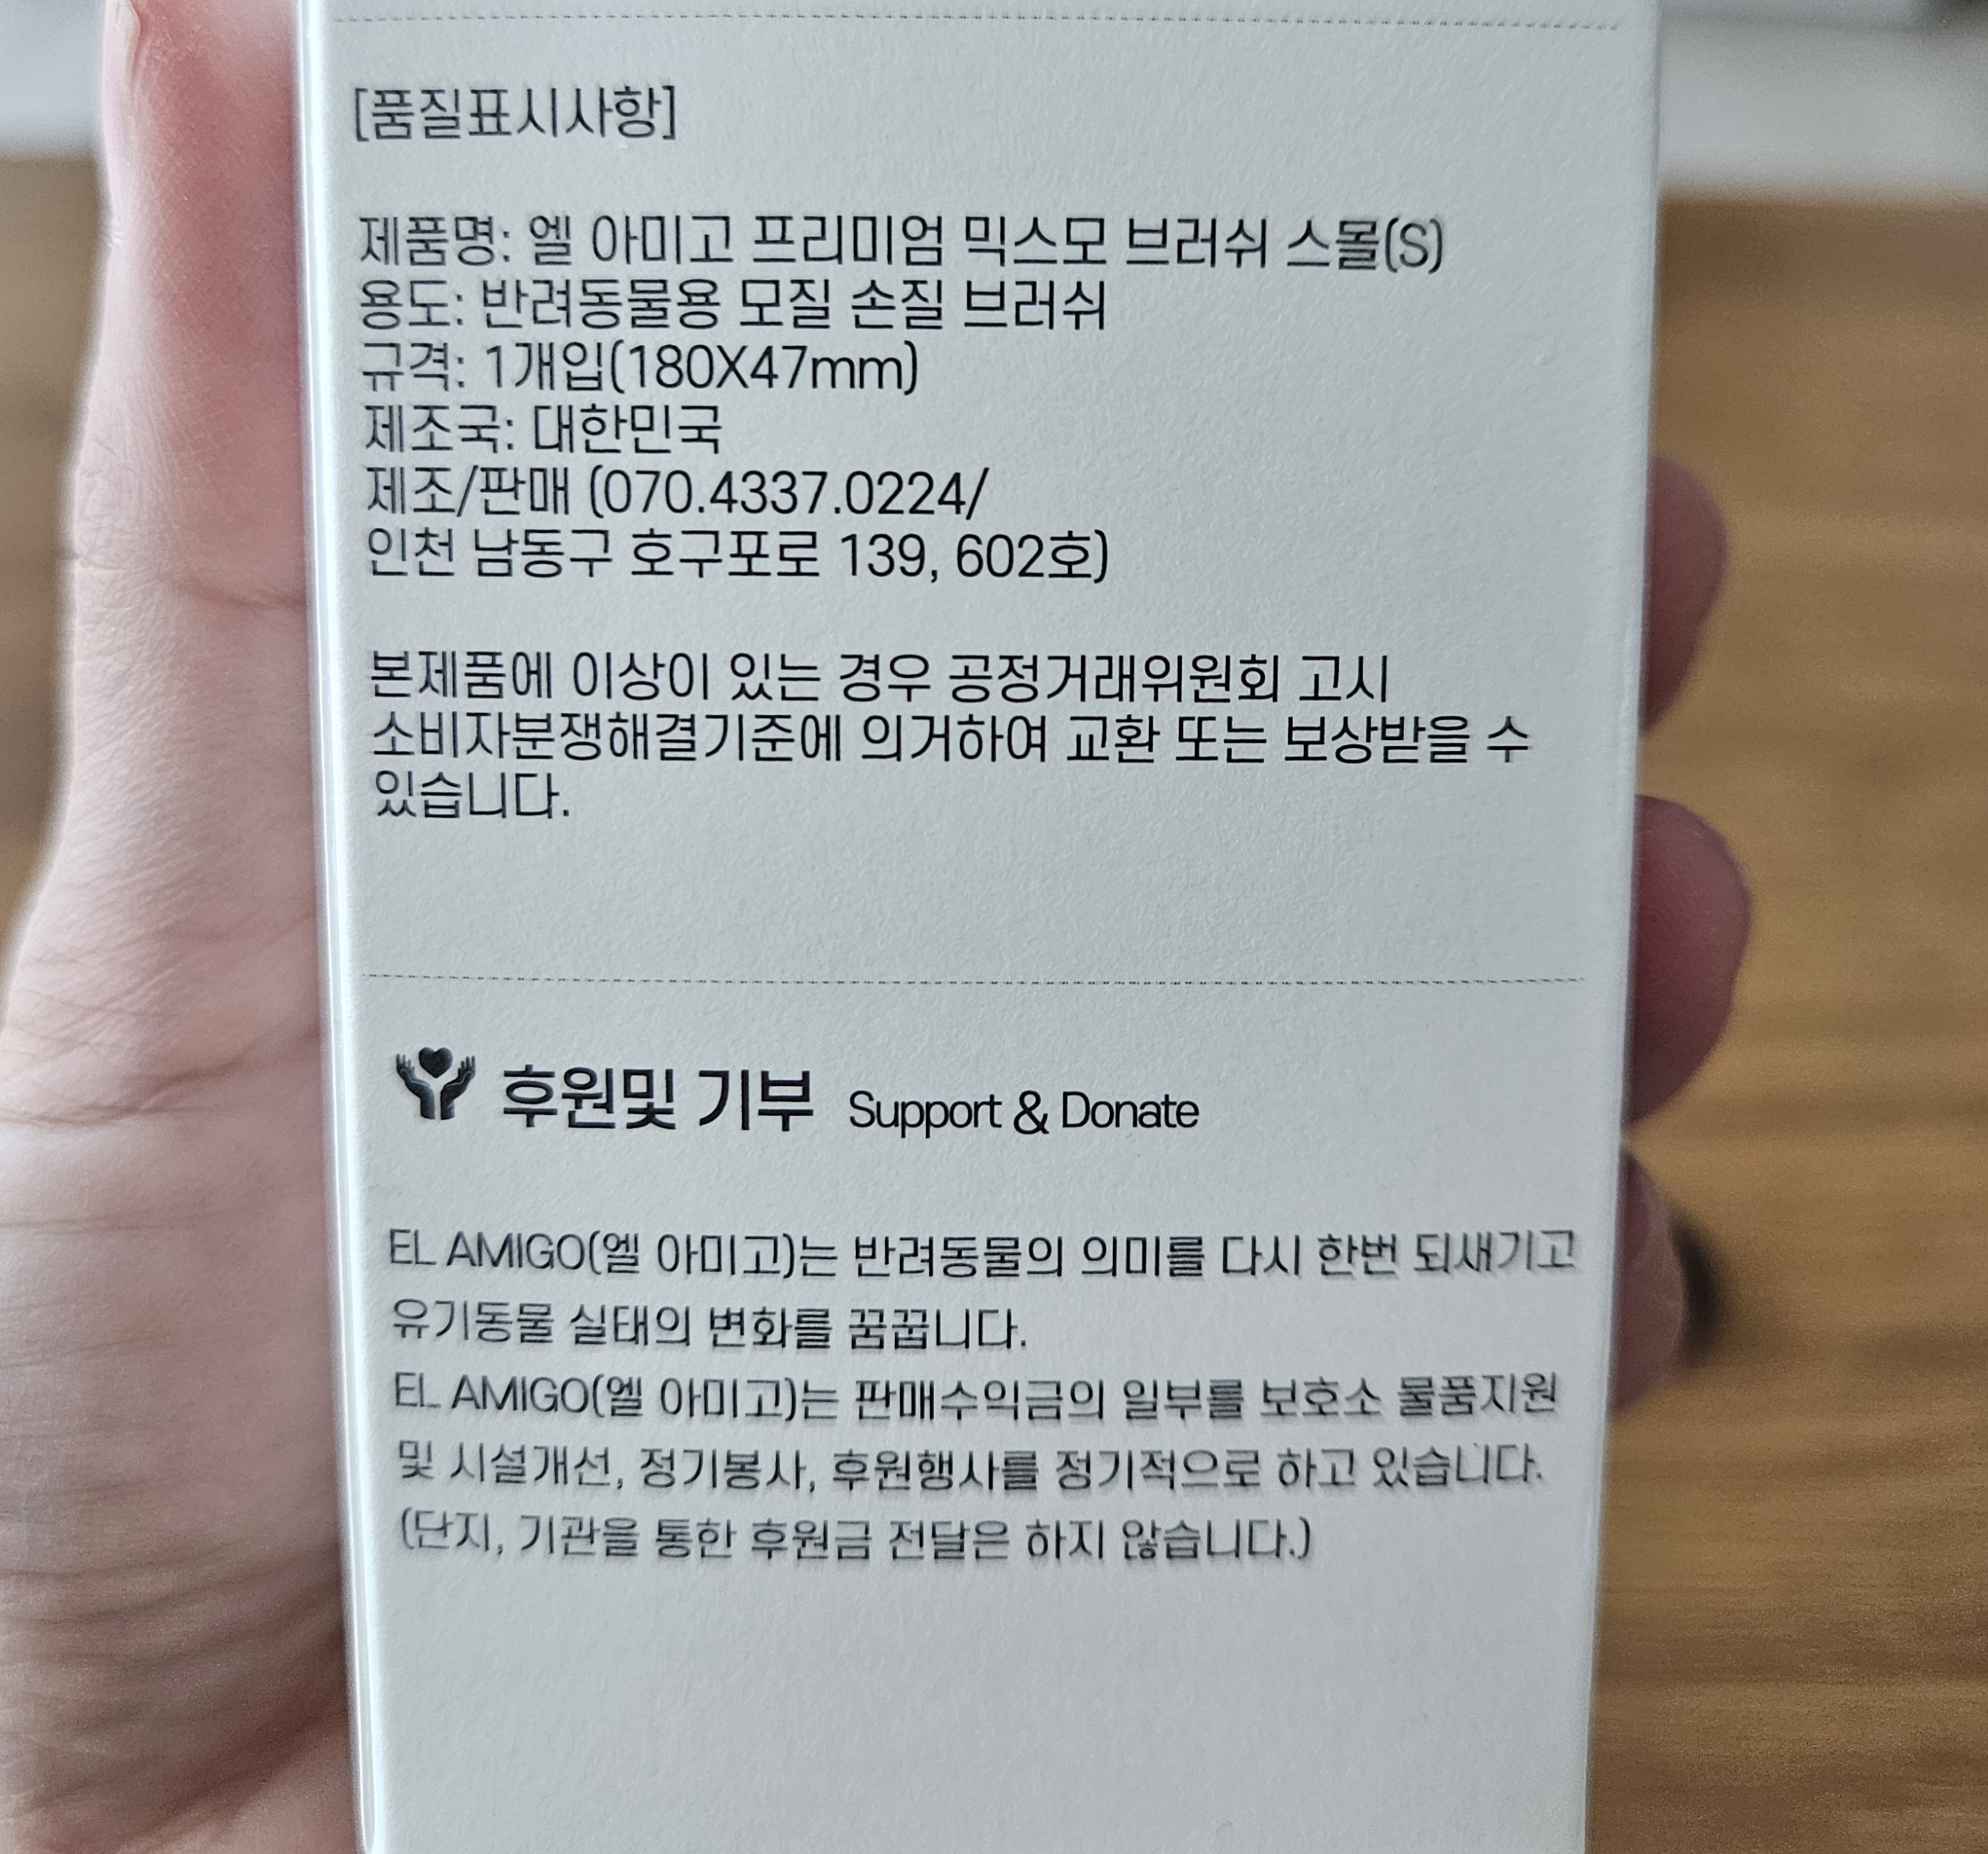 [품질표시사항]
제품명: 엘 아미고 프리미엄 믹스모 브러쉬 스몰(S)
용도: 반려동물용 모질 손질 브러쉬
규격: 1개입(180X47mm)
제조국: 대한민국
제조/판매 (070.4337.0224/
인천 남동구 호구포로 139, 602호)
본제품에 이상이 있는 경우 공정거래위원회 고시
소비자분쟁해결기준에 의거하여 교환 또는 보상받을 수
있습니다.
후원및 기부 Support & Donate
EL AMIGO(엘 아미고)는 반려동물의 의미를 다시 한번 되새기고
유기동물 실태의 변화를 꿈꿉니다.
EL AMIGO(엘 아미고)는 판매수익금의 일부를 보호소 물품지원
및 시설개선, 정기봉사, 후원행사를 정기적으로 하고 있습니다.
(단지, 기관을 통한 후원금 전달은 하지 않습니다.)